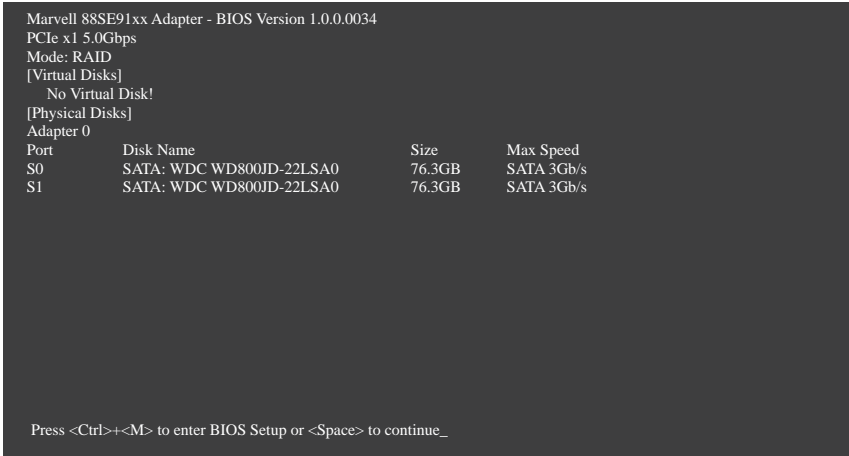 Marvell 88SE91xx Adapter - BIOS Version 1.0.0.0034
PCIe x1 5.0Gbps
Mode: RAID
[Virtual Disks]
No Virtual Disk!
[Physical Disks]
Adapter 0
Port Disk Name Size Max Speed
S0 SATA: WDC WD800JD-22LSA0 76.3GB SATA 3Gb/s
S1 SATA: WDC WD800JD-22LSA0 76.3GB SATA 3Gb/s
Press <Ctrl>+<M> to enter BIOS Setup or <Space> to continue_